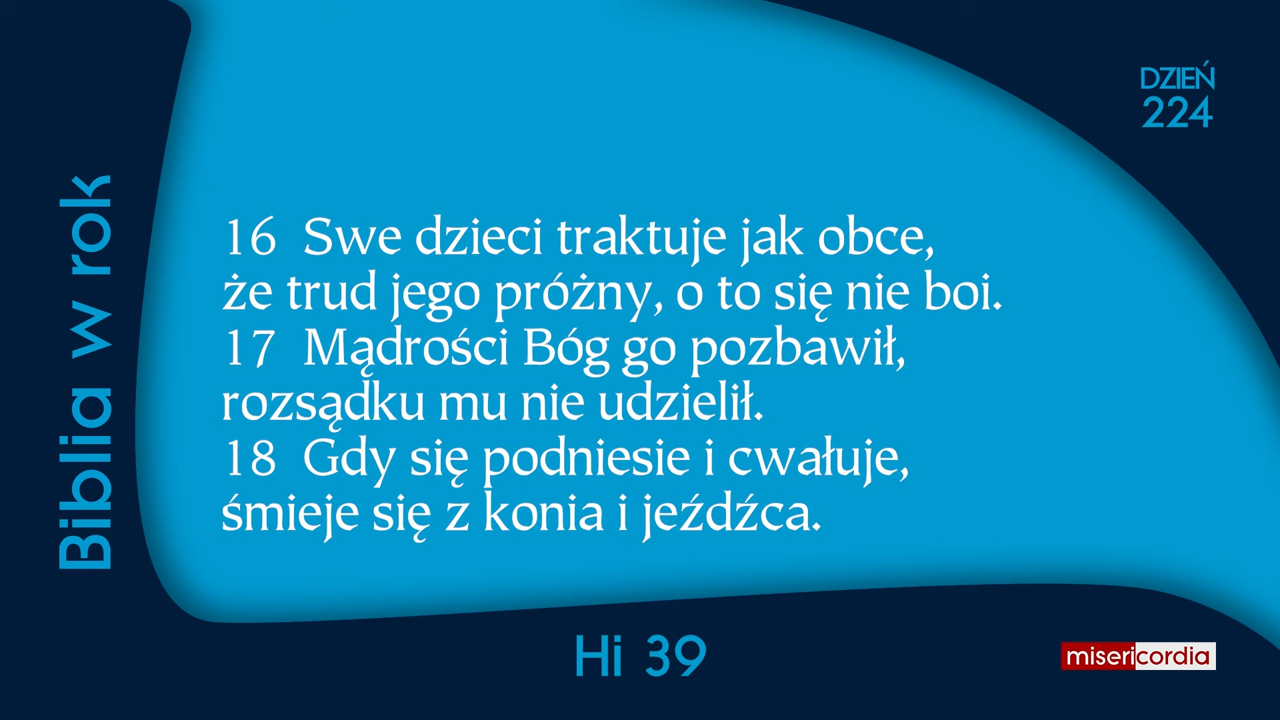 DZIEŃ
224
Biblia w rok
16 Swe dzieci traktuje jak obce,
że trud jego próżny, o to się nie boi.
17 Mądrości Bóg go pozbawił,
rozsądku mu nie udzielił.
18 Gdy się podniesie i cwałuje,
śmieje się z konia i jeźdźca.
Hi 39
misericordia